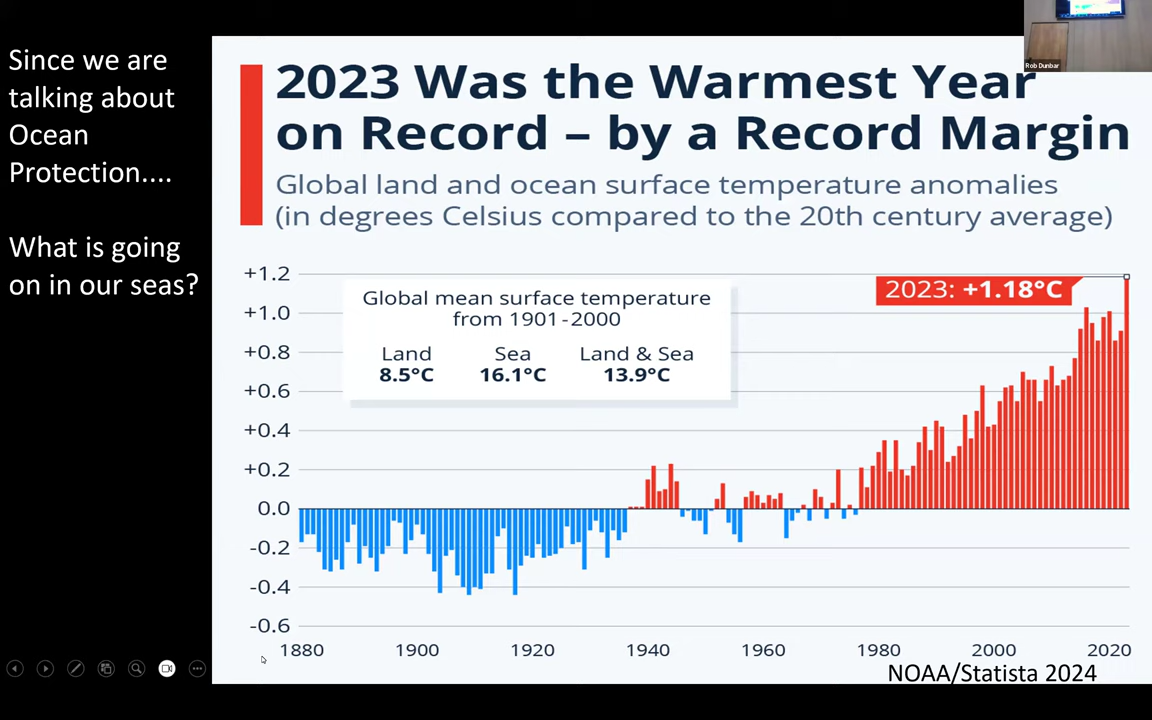 Since we are
talking about
Ocean
Protection....
What is going
on in our seas?
Rob Dunbar
2023 Was the Warmest Year
on Record – by a Record Margin
Global land and ocean surface temperature anomalies
(in degrees Celsius compared to the 20th century average)
+1.2
+1.0
+0.8
+0.6
+0.4
+0.2
0.0
-0.2
-0.4
-0.6
Global mean surface temperature
from 1901-2000
Land Sea Land & Sea
8.5°C 16.1°C 13.9°C
2023: +1.18°C
1880 1900 1920 1940 1960 1980 2000 2020
NOAA/Statista 2024